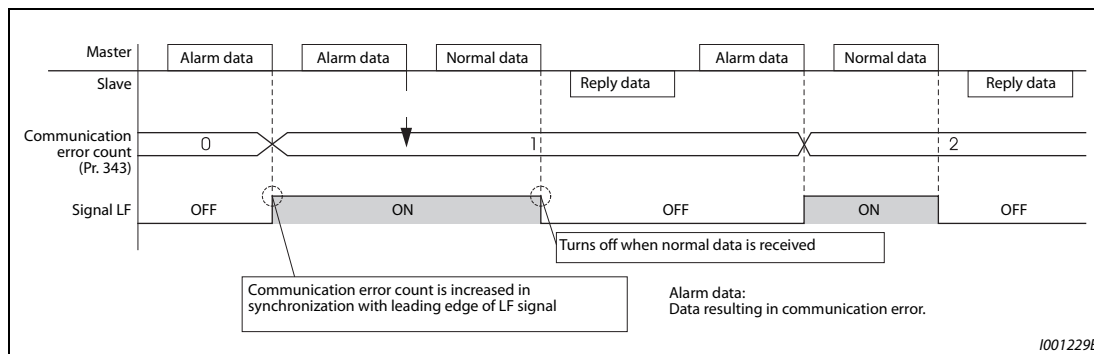 Master
Alarm data Alarm data Normal data Alarm data Normal data
Slave
Reply data Reply data
Communication
error count
(Pr. 343)
0 1 2
Signal LF
OFF ON OFF ON OFF
Turns off when normal data is received
Communication error count is increased in
synchronization with leading edge of LF signal
Alarm data:
Data resulting in communication error.
I001229E